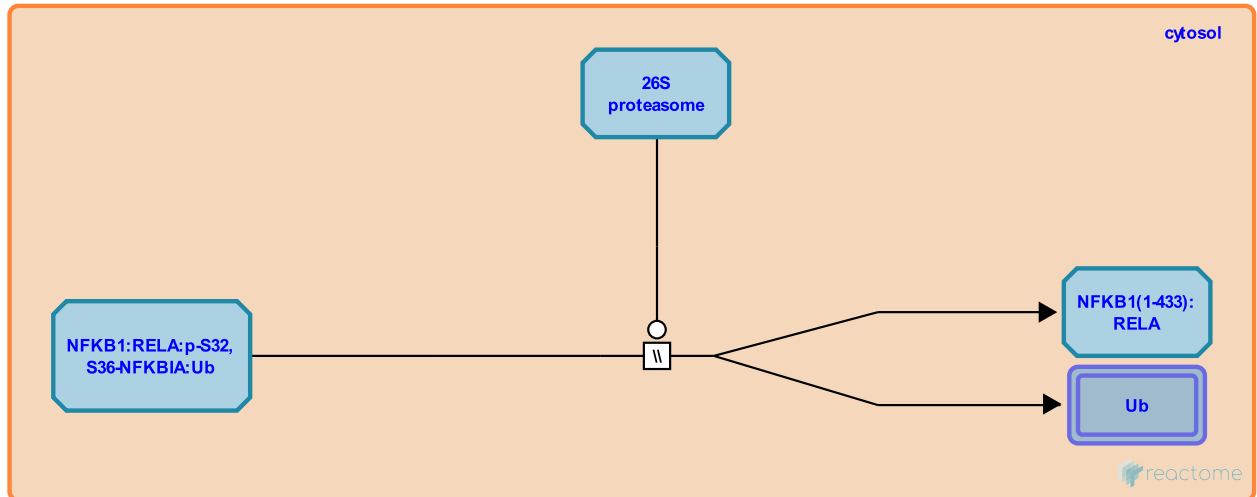 cytosol
26S
proteasome
NFKB1:RELA:p-S32,
S36-NFKBIA:Ub
\\
NFKB1(1-433):
RELA
Ub
reactome